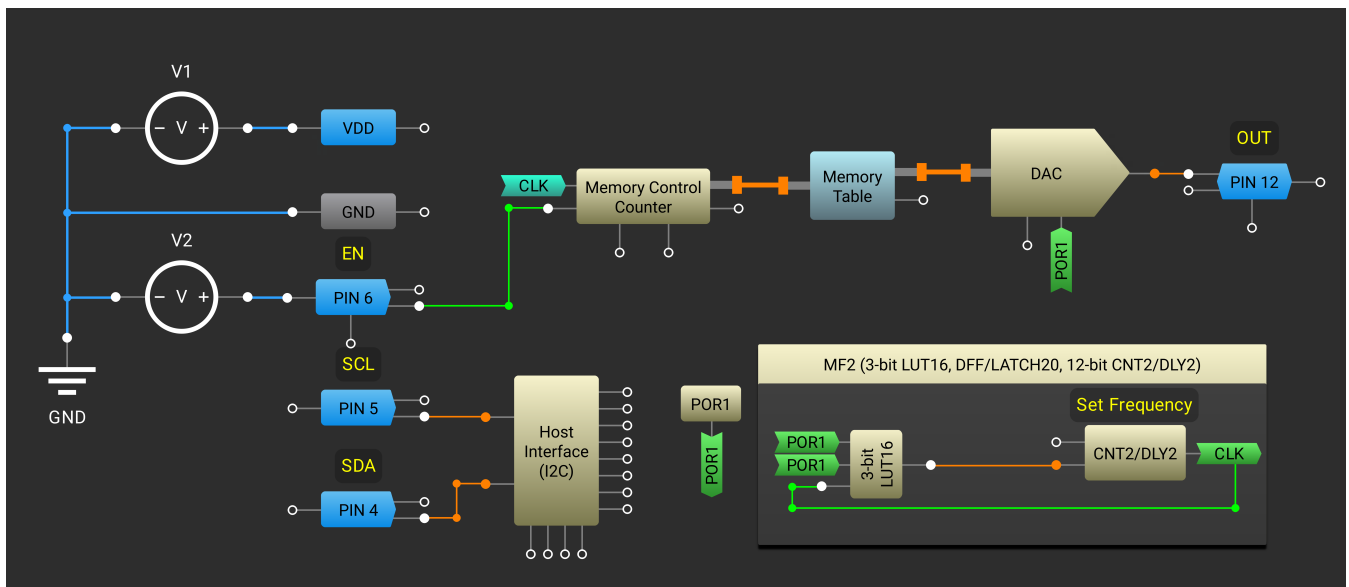 V1
− V +
VDD
GND
V2
− V +
EN
PIN 6
GND
SCL
PIN 5
SDA
PIN 4
Host
Interface
(I2C)
CLK
Memory Control
Counter
Memory
Table
DAC
POR1
OUT
PIN 12
POR1
POR1
MF2 (3-bit LUT16, DFF/LATCH20, 12-bit CNT2/DLY2)
Set Frequency
POR1
POR1
3-bit
LUT16
CNT2/DLY2
CLK